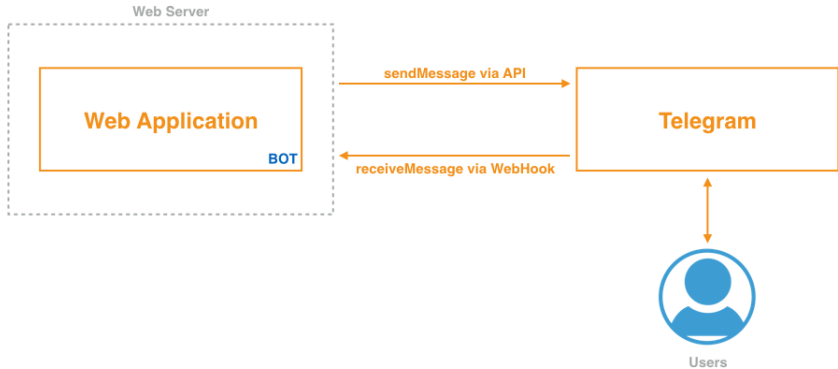 Web Server
sendMessage via API
Web Application
Telegram
BOT
receiveMessage via WebHook
Users